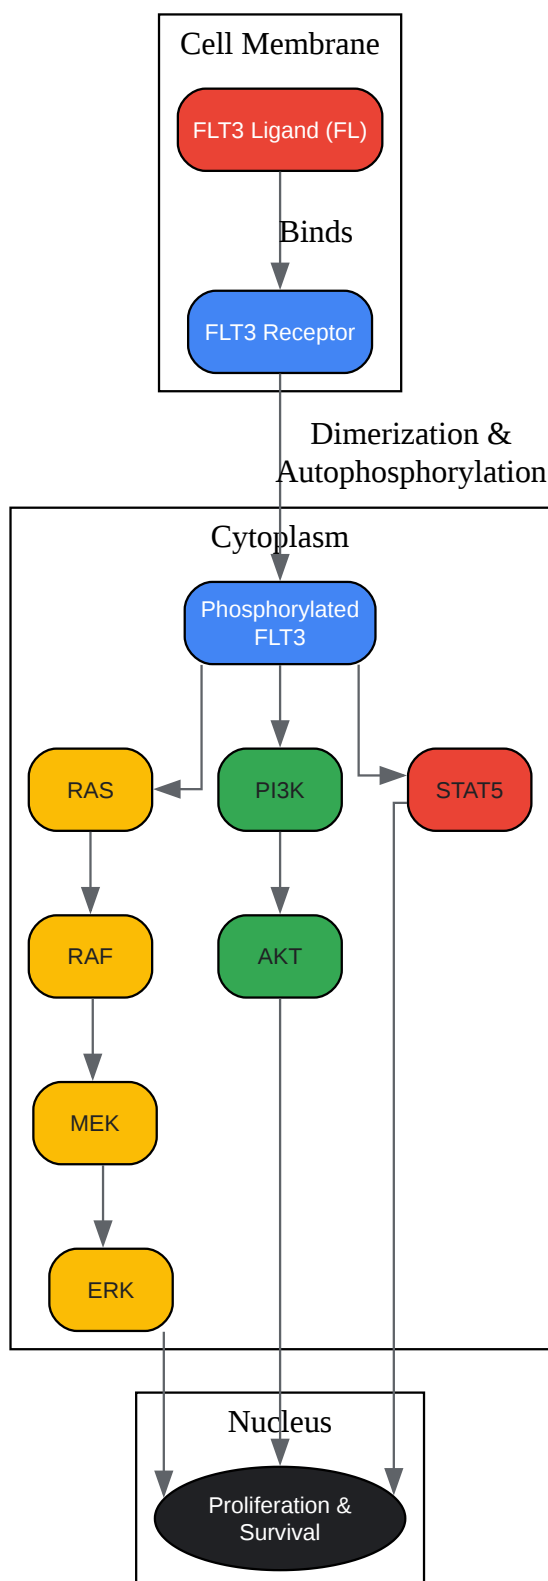 Cell Membrane
FLT3 Ligand (FL)
Binds
FLT3 Receptor
Dimerization &
Autophosphorylation
Cytoplasm
Phosphorylated
FLT3
RAS
PI3K
STAT5
RAF
AKT
MEK
ERK
Nucleus
Proliferation &
Survival